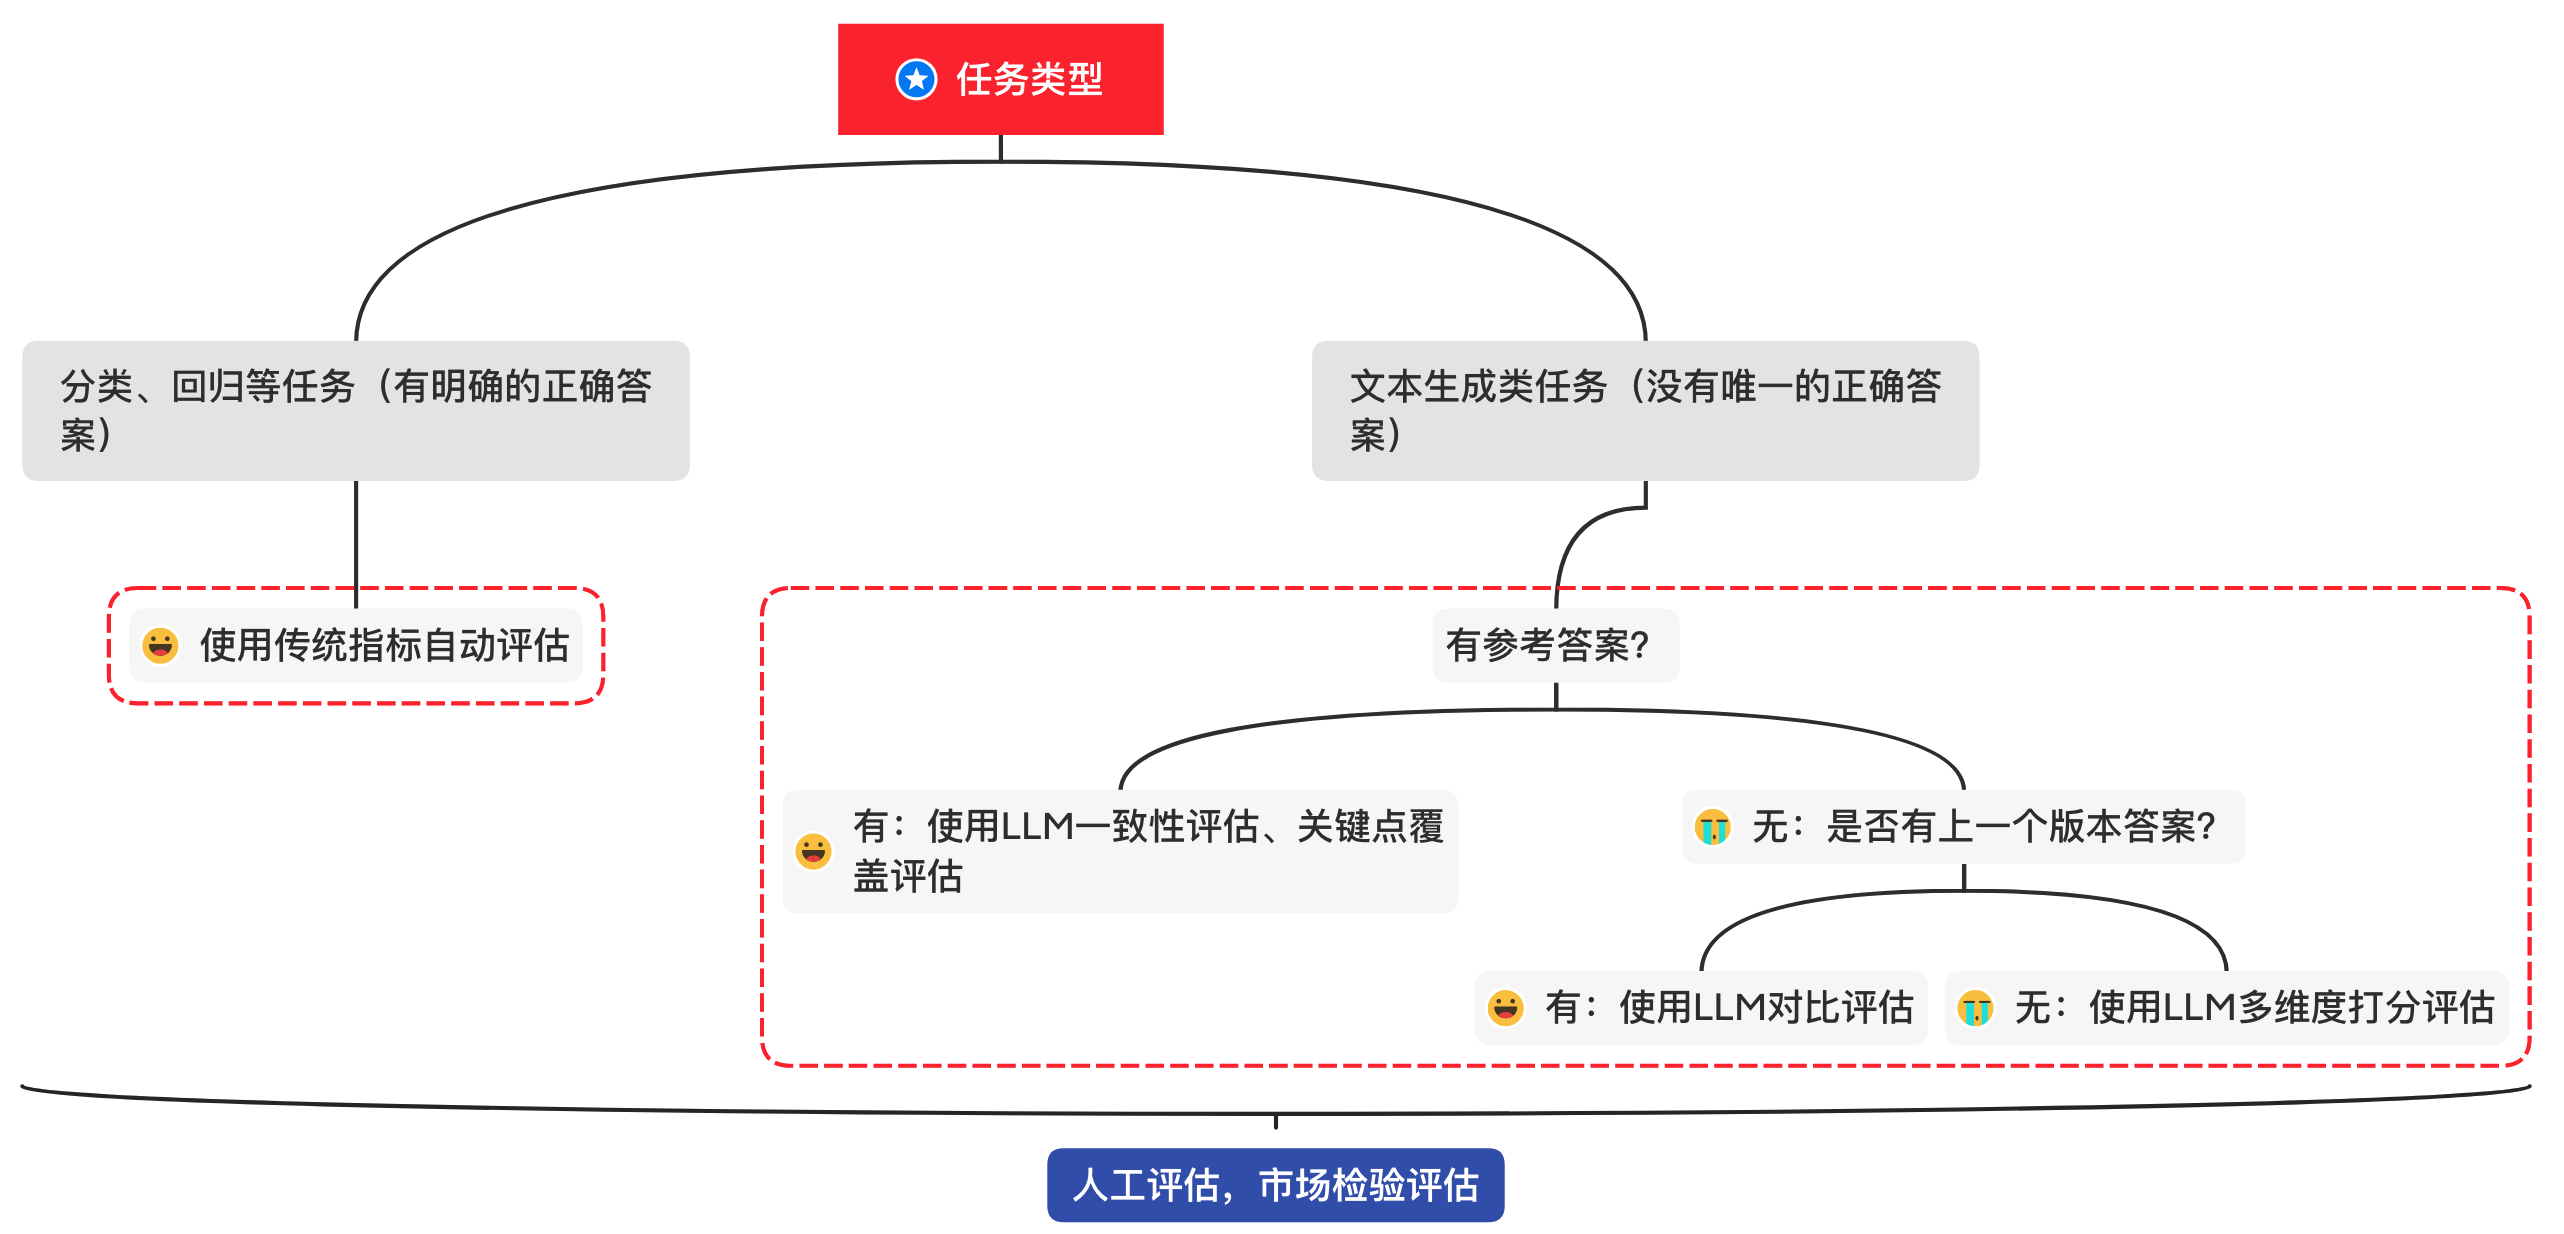 任务类型
分类、回归等任务（有明确的正确答
案）
文本生成类任务（没有唯一的正确答
案）
使用传统指标自动评估
有参考答案?
有：使用LLM一致性评估、关键点覆
盖评估
无：是否有上一个版本答案?
有：使用LLM对比评估
无：使用LLM多维度打分评估
人工评估，市场检验评估